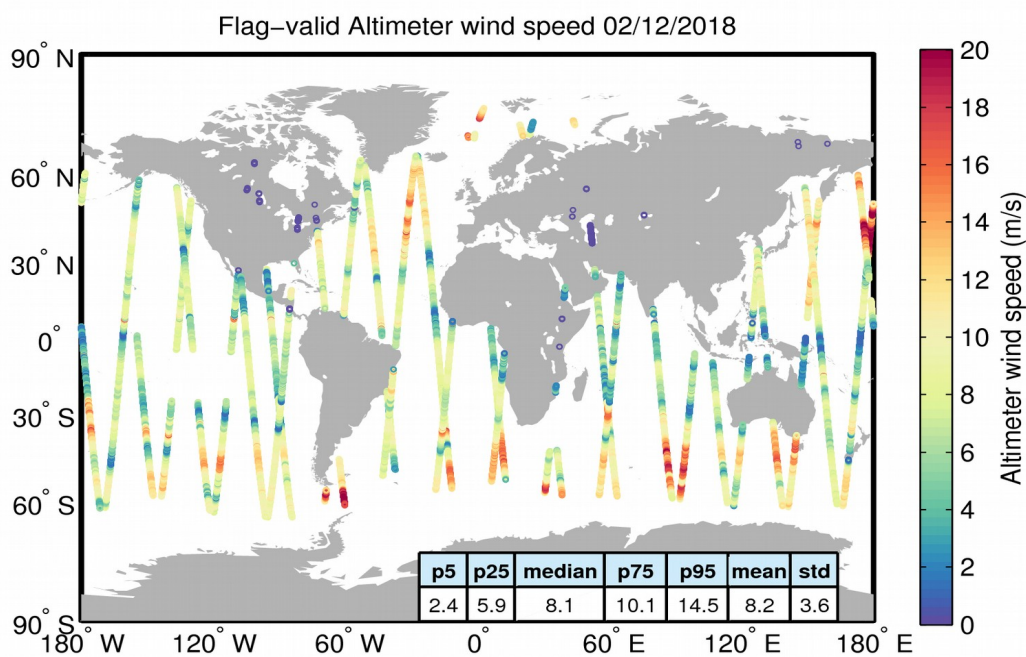 Flag−valid Altimeter wind speed 02/12/2018
90° N
60° N
30° N
0°
30° S
60° S
90° S
180° W
120° W
60° W
0°
60° E
120° E
180° E
p5 p25 median p75 p95 mean std
2.4 5.9 8.1 10.1 14.5 8.2 3.6
20
18
16
14
12
10
8
6
4
2
0
Altimeter wind speed (m/s)